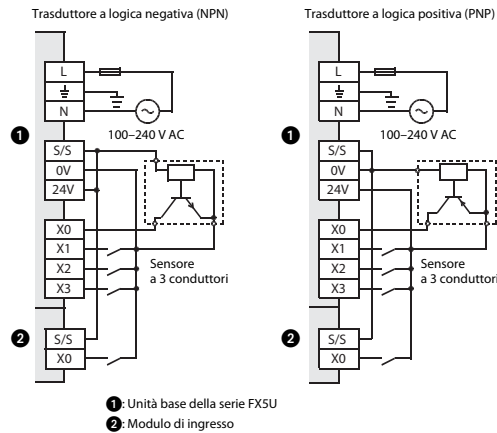 Trasduttore a logica negativa (NPN)
L
N
100–240 V AC
1
S/S
0V
24V
X0
X1
X2
X3
Sensore
a 3 conduttori
2
S/S
X0
Trasduttore a logica positiva (PNP)
L
N
100–240 V AC
1
S/S
0V
24V
X0
X1
X2
X3
Sensore
a 3 conduttori
2
S/S
X0
1: Unità base della serie FX5U
2: Modulo di ingresso